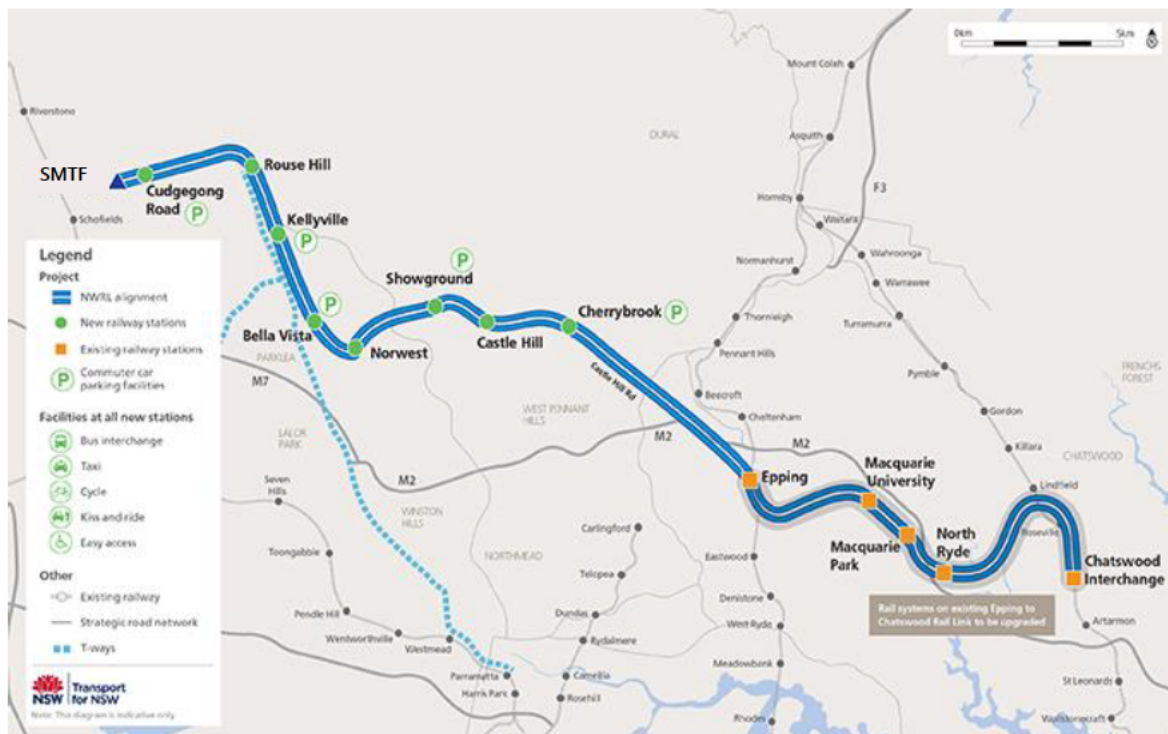 0km
5km
Mount Colah
Riverstone
DURAL
Asquith
SMTF
Rouse Hill
F3
Cudgegong
Road
P
Hornsby
Waitara
Schofields
Kellyville
P
Wahroonga
Normanhurst
Warrawee
Legend
Project
NWRL alignment
New railway stations
Existing railway stations
P
Commuter car
parking facilities
Facilities at all new stations
Bus interchange
Taxi
Cycle
Kiss and ride
Easy access
Other
Existing railway
Strategic road network
T-ways
NSW
Transport
for NSW
Note: This diagram is indicative only
P
Showground
P
Bella Vista
Norwest
Castle Hill
Cherrybrook
P
Thornleigh
Turramurra
PARKLEA
M7
Pennant Hills
Castle Hill Rd
Pymble
FRENCHS
FOREST
Beecroft
WEST PENNANT
HILLS
Cheltenham
Gordon
LALOR
PARK
M2
M2
Killara
CHATSWOOD
M2
Epping
Macquarie
University
Lindfield
Seven
Hills
WINSTON
HILLS
Carlingford
Macquarie
Park
North
Ryde
Roseville
Toongabbie
NORTHMEAD
Eastwood
Telopea
Chatswood
Interchange
Pendle Hill
Dundas
Denistone
Rail systems on existing Epping to
Chatswood Rail Link to be upgraded
Wentworthville
Westmead
Rydalmere
West Ryde
Artarmon
Parramatta
Camellia
Meadowbank
Harris Park
Rosehill
St Leonards
Rhodes
Wollstonecraft